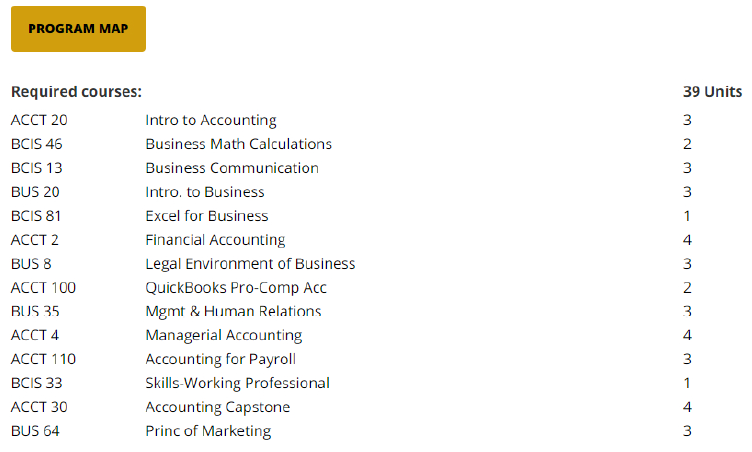 PROGRAM MAP
Required courses: 39 Units
ACCT 20 Intro to Accounting 3
BCIS 46 Business Math Calculations 2
BCIS 13 Business Communication 3
BUS 20 Intro. to Business 3
BCIS 81 Excel for Business 1
ACCT 2 Financial Accounting 4
BUS 8 Legal Environment of Business 3
ACCT 100 QuickBooks Pro-Comp Acc 2
BUS 35 Mgmt & Human Relations 3
ACCT 4 Managerial Accounting 4
ACCT 110 Accounting for Payroll 3
BCIS 33 Skills-Working Professional 1
ACCT 30 Accounting Capstone 4
BUS 64 Princ of Marketing 3